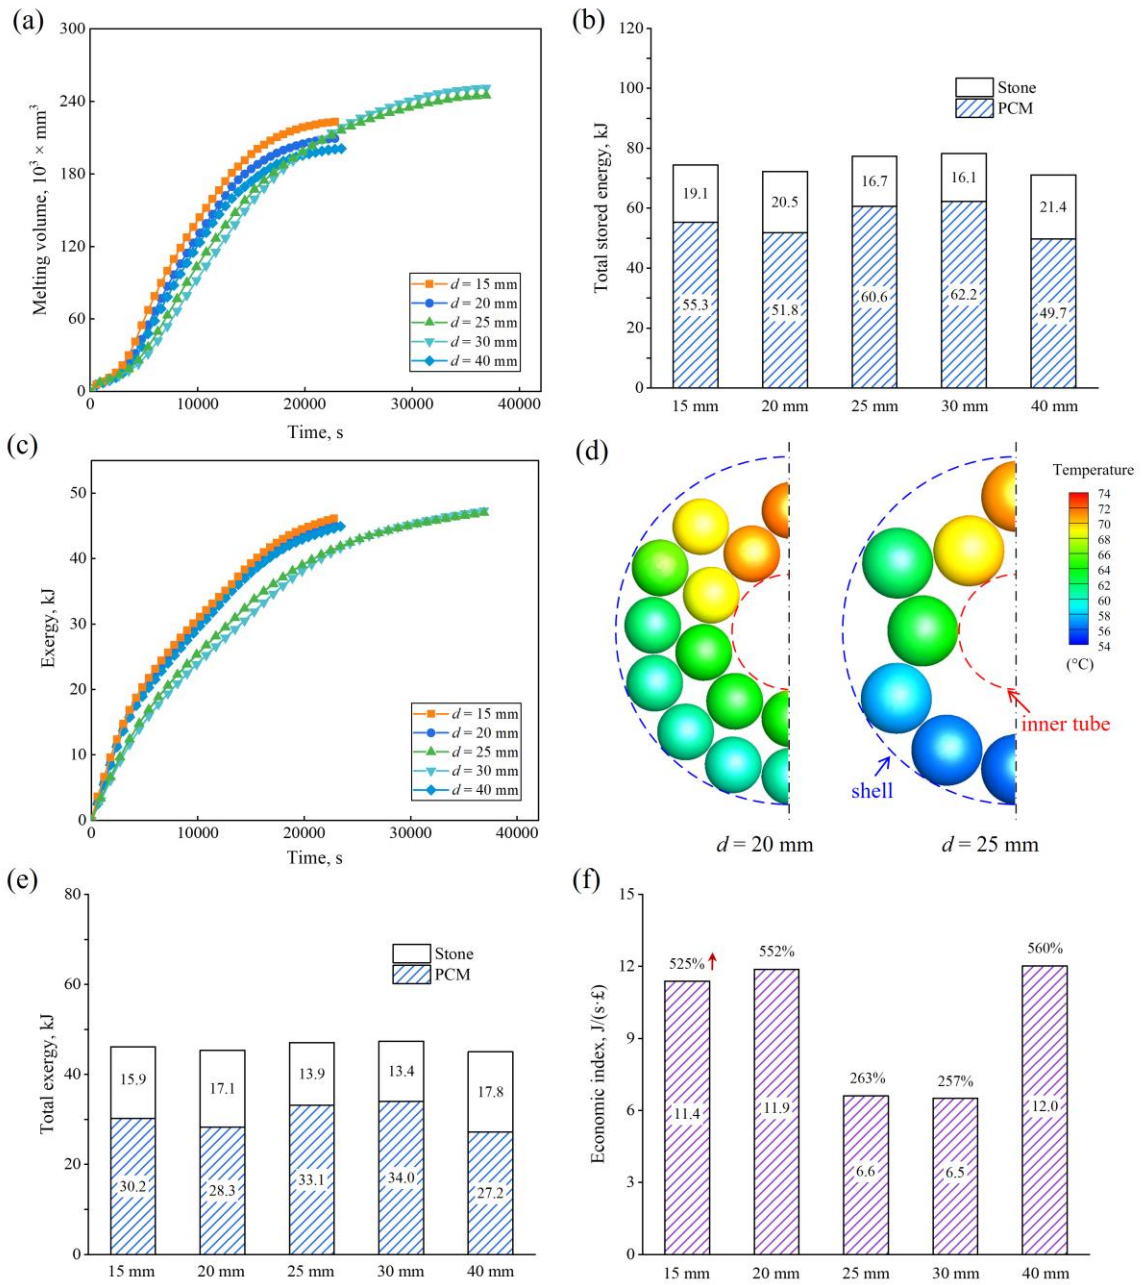 (a)
300
240
180
120
60
0
Melting volume, 10³ × mm³
d = 15 mm
d = 20 mm
d = 25 mm
d = 30 mm
d = 40 mm
0 10000 20000 30000 40000
Time, s
(b)
120
100
80
60
40
20
0
Total stored energy, kJ
Stone
PCM
19.1 20.5 16.7 16.1 21.4
55.3 51.8 60.6 62.2 49.7
15 mm 20 mm 25 mm 30 mm 40 mm
(c)
50
40
30
20
10
0
Exergy, kJ
d = 15 mm
d = 20 mm
d = 25 mm
d = 30 mm
d = 40 mm
0 10000 20000 30000 40000
Time, s
(d)
Temperature
74
72
70
68
66
64
62
60
58
56
54
(°C)
inner tube
shell
d = 20 mm d = 25 mm
(e)
80
60
40
20
0
Total exergy, kJ
Stone
PCM
15.9 17.1 13.9 13.4 17.8
30.2 28.3 33.1 34.0 27.2
15 mm 20 mm 25 mm 30 mm 40 mm
(f)
15
12
9
6
3
0
Economic index, J/(s·£)
525% 552% 263% 257% 560%
11.4 11.9 6.6 6.5 12.0
15 mm 20 mm 25 mm 30 mm 40 mm